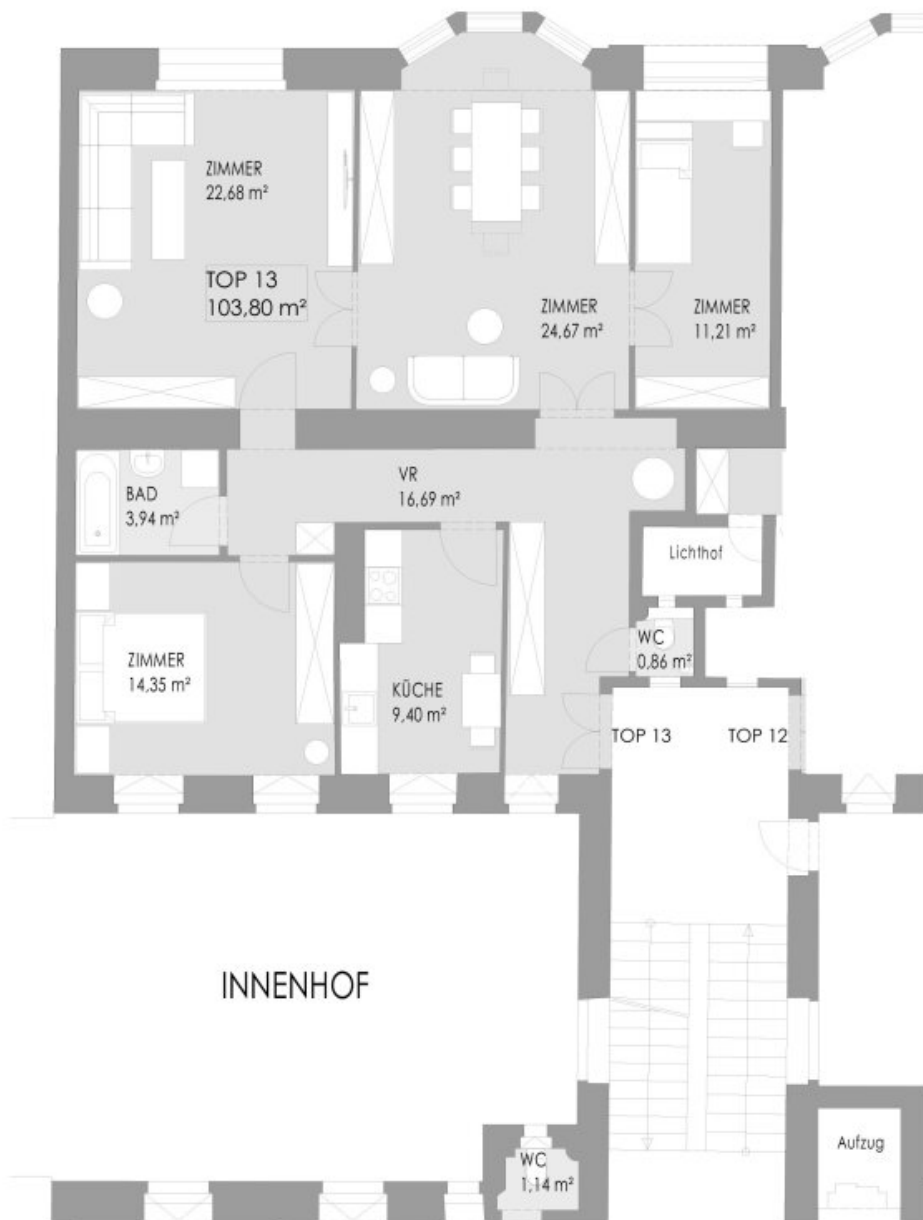 ZIMMER
22,68 m²
TOP 13
103,80 m²
ZIMMER
24,67 m²
ZIMMER
11,21 m²
BAD
3,94 m²
VR
16,69 m²
Lichthof
ZIMMER
14,35 m²
KÜCHE
9,40 m²
WC
0,86 m²
TOP 13
TOP 12
INNENHOF
WC
1,14 m²
Aufzug